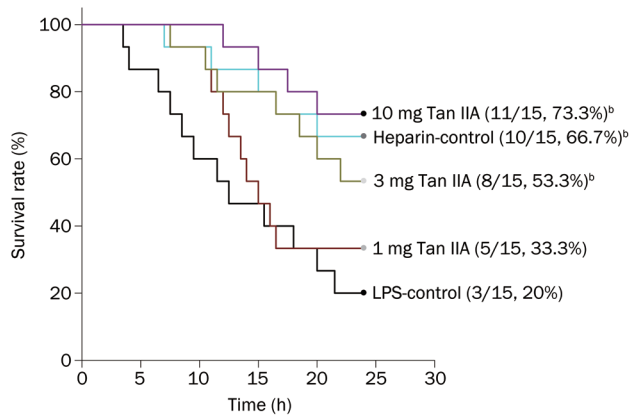 Survival rate (%)
100
80
60
40
20
0
10 mg Tan IIA (11/15, 73.3%)ᵇ
Heparin-control (10/15, 66.7%)ᵇ
3 mg Tan IIA (8/15, 53.3%)ᵇ
1 mg Tan IIA (5/15, 33.3%)
LPS-control (3/15, 20%)
0 5 10 15 20 25 30
Time (h)